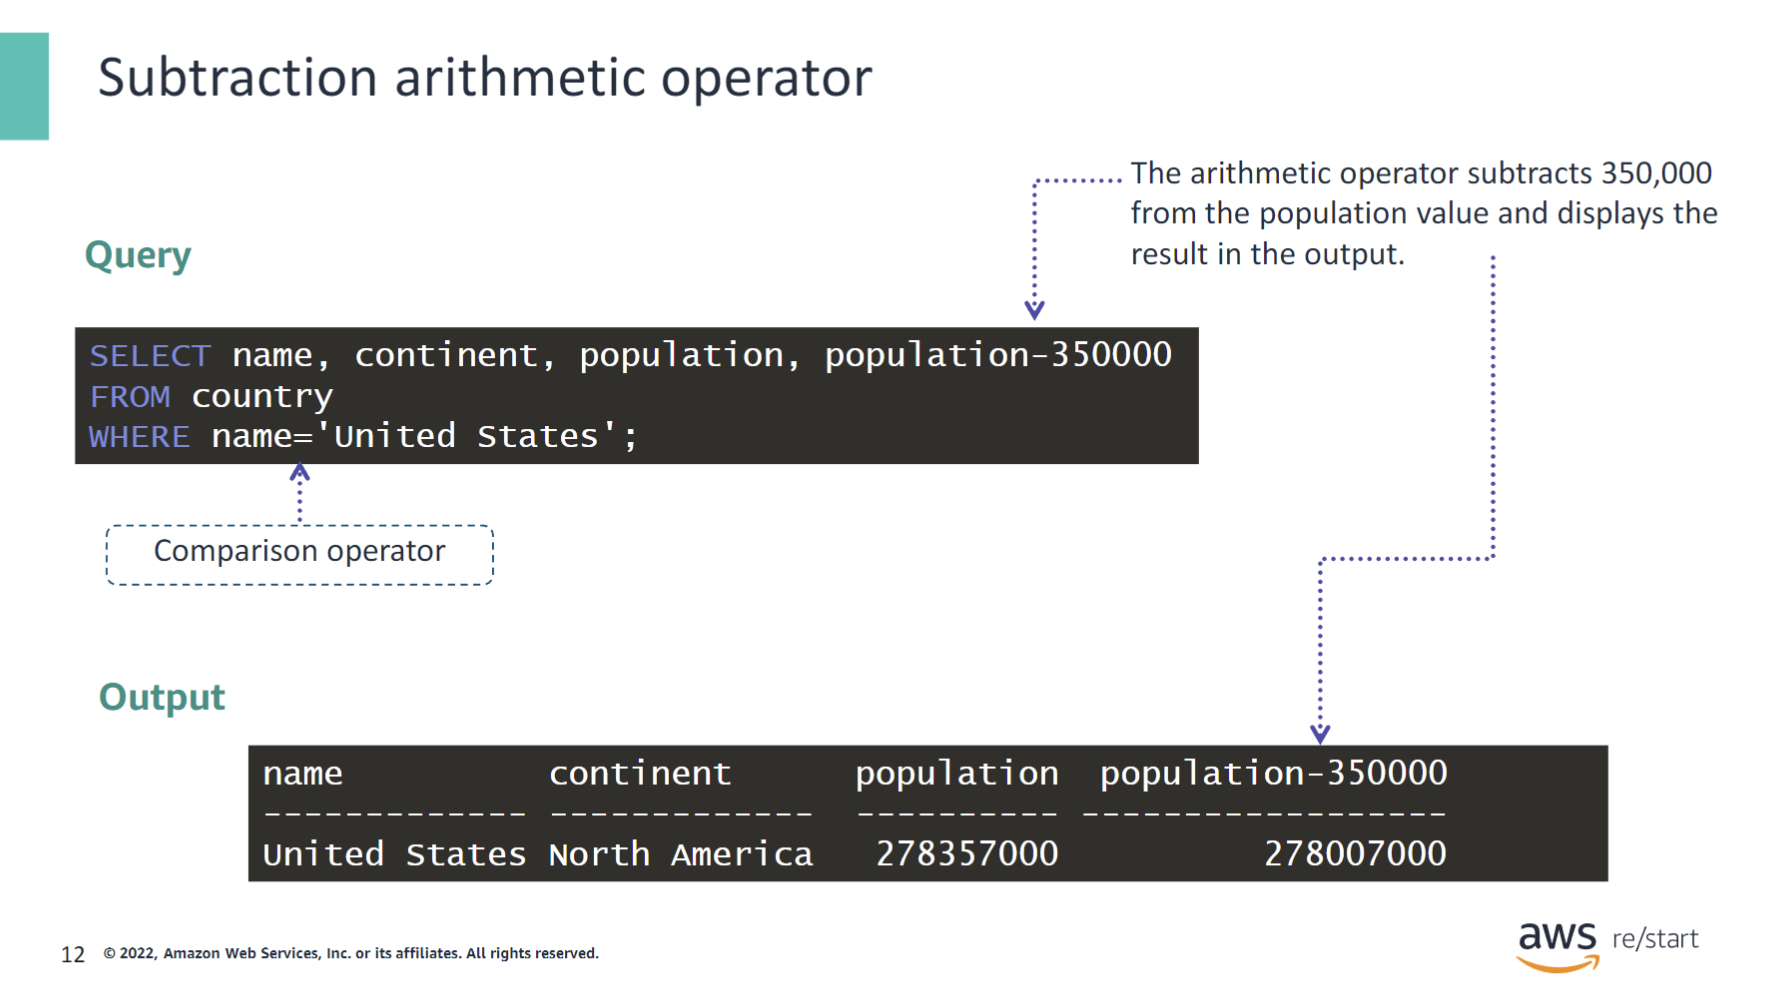 Subtraction arithmetic operator
The arithmetic operator subtracts 350,000
from the population value and displays the
result in the output.
Query
SELECT name, continent, population, population-350000
FROM country
WHERE name='United States';
Comparison operator
Output
name continent population population-350000
------------- ------------- ---------- ------------------
United States North America 278357000 278007000
12 © 2022, Amazon Web Services, Inc. or its affiliates. All rights reserved.
aws re/start